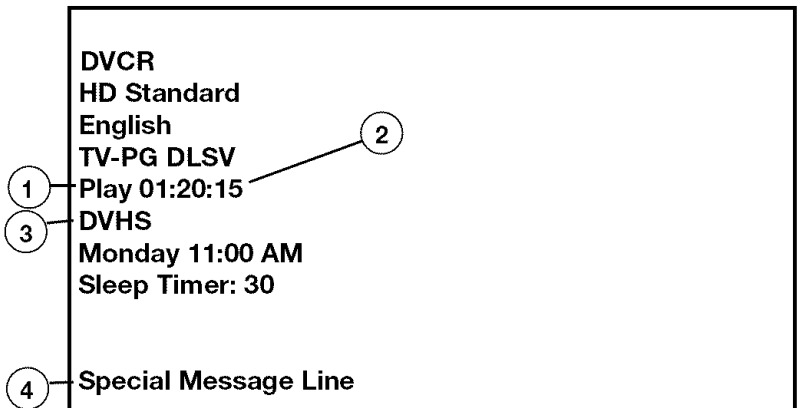 DVCR
HD Standard
English
2
TV-PG DLSV
1
Play 01:20:15
3
DVHS
Monday 11:00 AM
Sleep Timer: 30
4
Special Message Line